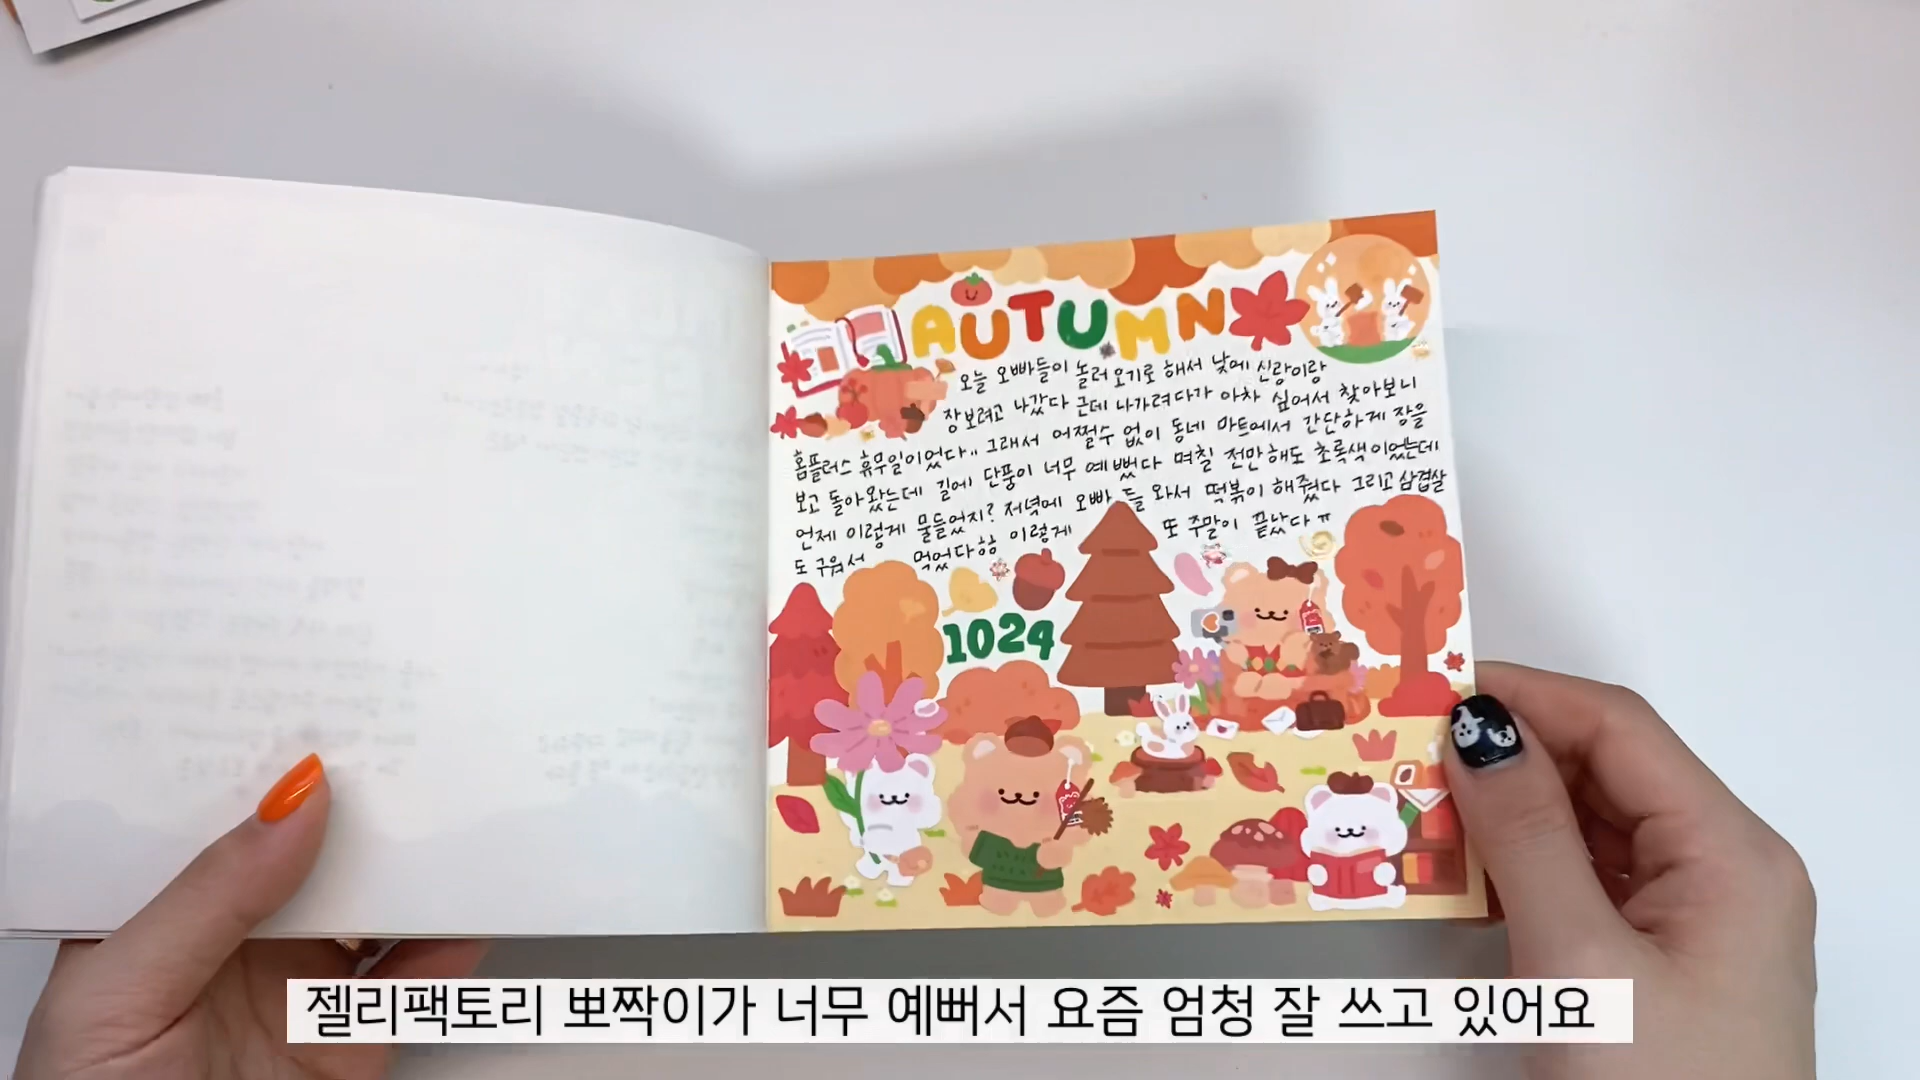 AUTUMN
오늘 오빠들이 놀러오기로 해서 낮에 신랑이랑
장보려고 나갔다 근데 나가려다가 아차 싶어서 찾아보니
홈플러스 휴무일이었다.. 그래서 어쩔수 없이 동네 마트에서 간단하게 장을
보고 돌아왔는데 길에 단풍이 너무 예뻤다 며칠 전만해도 초록색이었는데
언제 이렇게 물들었지? 저녁에 오빠들 와서 떡볶이 해줬다 그리고 삼겹살
도 구워서 먹었다 이렇게 또 주말이 끝났다 ㅠ
1024
젤리팩토리 뽀짝이가 너무 예뻐서 요즘 엄청 잘 쓰고 있어요